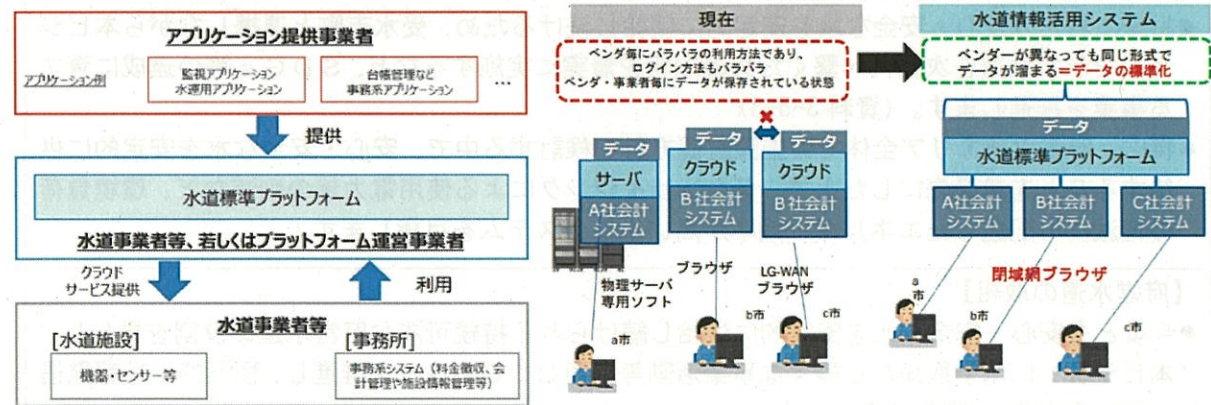 アプリケーション提供事業者
アプリケーション例
監視アプリケーション
水運用アプリケーション
台帳管理など
事務系アプリケーション
…
提供
水道標準プラットフォーム
水道事業者等、若しくはプラットフォーム運営事業者
クラウド
サービス提供
利用
水道事業者等
[水道施設]
機器・センサー等
[事務所]
事務系システム（料金徴収、会
計管理や施設情報管理等）
現在
ベンダ毎にバラバラの利用方法であり、
ログイン方法もバラバラ
ベンダ・事業者毎にデータが保存されている状態
データ
サーバ
A社会計
システム
データ
クラウド
B社会計
システム
データ
クラウド
B社会計
システム
物理サーバ
専用ソフト
ブラウザ
LG-WAN
ブラウザ
a市
b市
c市
水道情報活用システム
ベンダーが異なっても同じ形式で
データが溜まる＝データの標準化
データ
水道標準プラットフォーム
A社会計
システム
B社会計
システム
C社会計
システム
閉域網ブラウザ
a
市
b市
c市